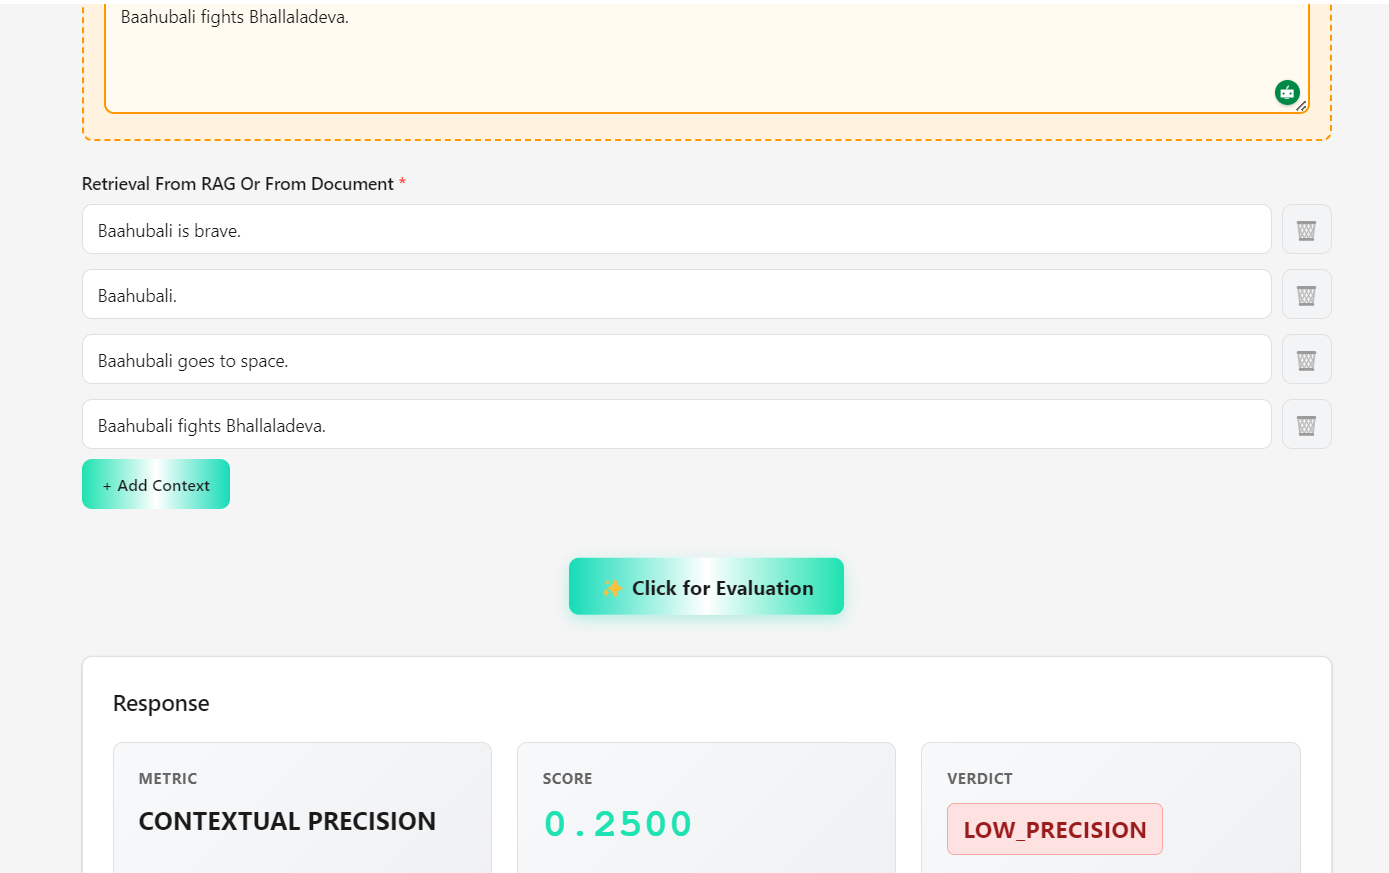 Baahubali fights Bhallaladeva.
Retrieval From RAG Or From Document *
Baahubali is brave.
Baahubali.
Baahubali goes to space.
Baahubali fights Bhallaladeva.
+ Add Context
✨ Click for Evaluation
Response
METRIC
CONTEXTUAL PRECISION
SCORE
0.2500
VERDICT
LOW_PRECISION